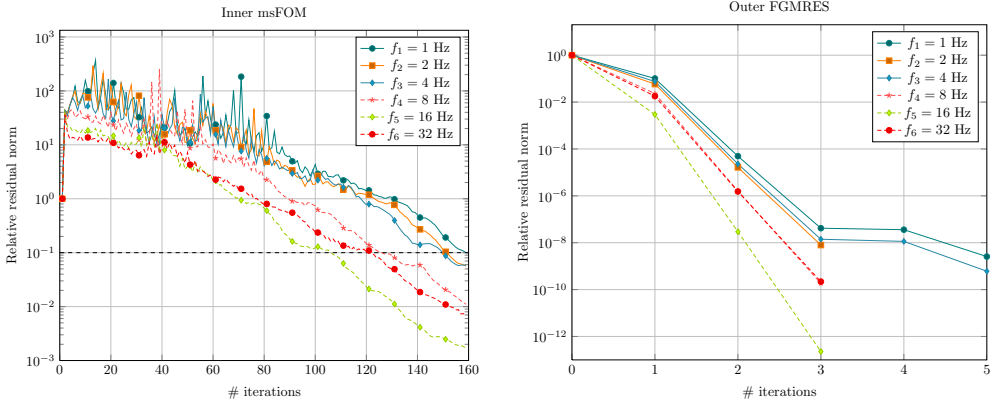 Inner msFOM
Relative residual norm
10^3
10^2
10^1
10^0
10^−1
10^−2
10^−3
0 20 40 60 80 100 120 140 160
# iterations
f_1 = 1 Hz
f_2 = 2 Hz
f_3 = 4 Hz
f_4 = 8 Hz
f_5 = 16 Hz
f_6 = 32 Hz
Outer FGMRES
Relative residual norm
10^0
10^−2
10^−4
10^−6
10^−8
10^−10
10^−12
0 1 2 3 4 5
# iterations
f_1 = 1 Hz
f_2 = 2 Hz
f_3 = 4 Hz
f_4 = 8 Hz
f_5 = 16 Hz
f_6 = 32 Hz